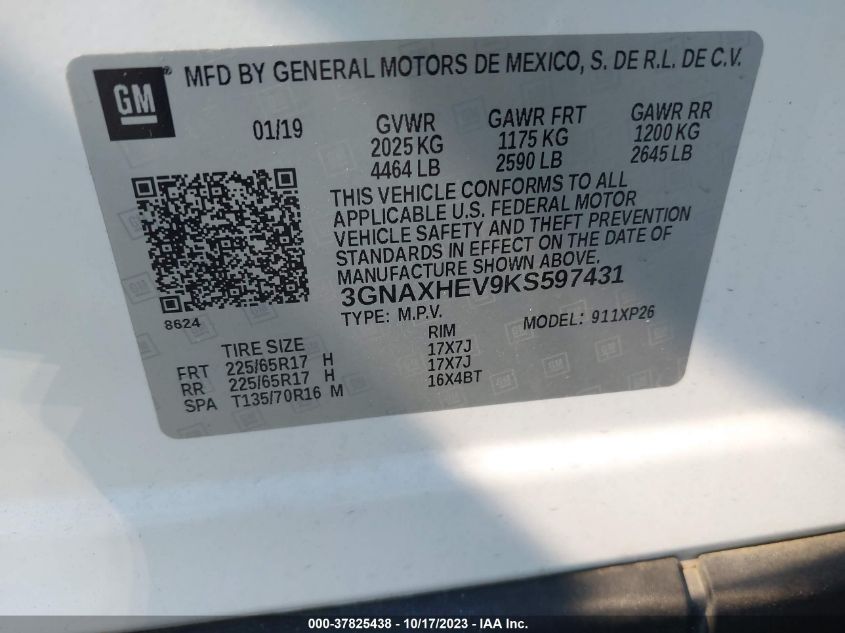 GM ® MFD BY GENERAL MOTORS DE MEXICO, S. DE R.L. DE C.V.
01/19
GVWR
2025 KG
4464 LB
GAWR FRT
1175 KG
2590 LB
GAWR RR
1200 KG
2645 LB
THIS VEHICLE CONFORMS TO ALL
APPLICABLE U.S. FEDERAL MOTOR
VEHICLE SAFETY AND THEFT PREVENTION
STANDARDS IN EFFECT ON THE DATE OF
MANUFACTURE SHOWN ABOVE.
3GNAXHEV9KS597431
8624
TYPE: M.P.V. MODEL: 911XP26
TIRE SIZE RIM
FRT 225/65R17 H 17X7J
RR 225/65R17 H 17X7J
SPA T135/70R16 M 16X4BT
000-37825438 - 10/17/2023 - IAA Inc.